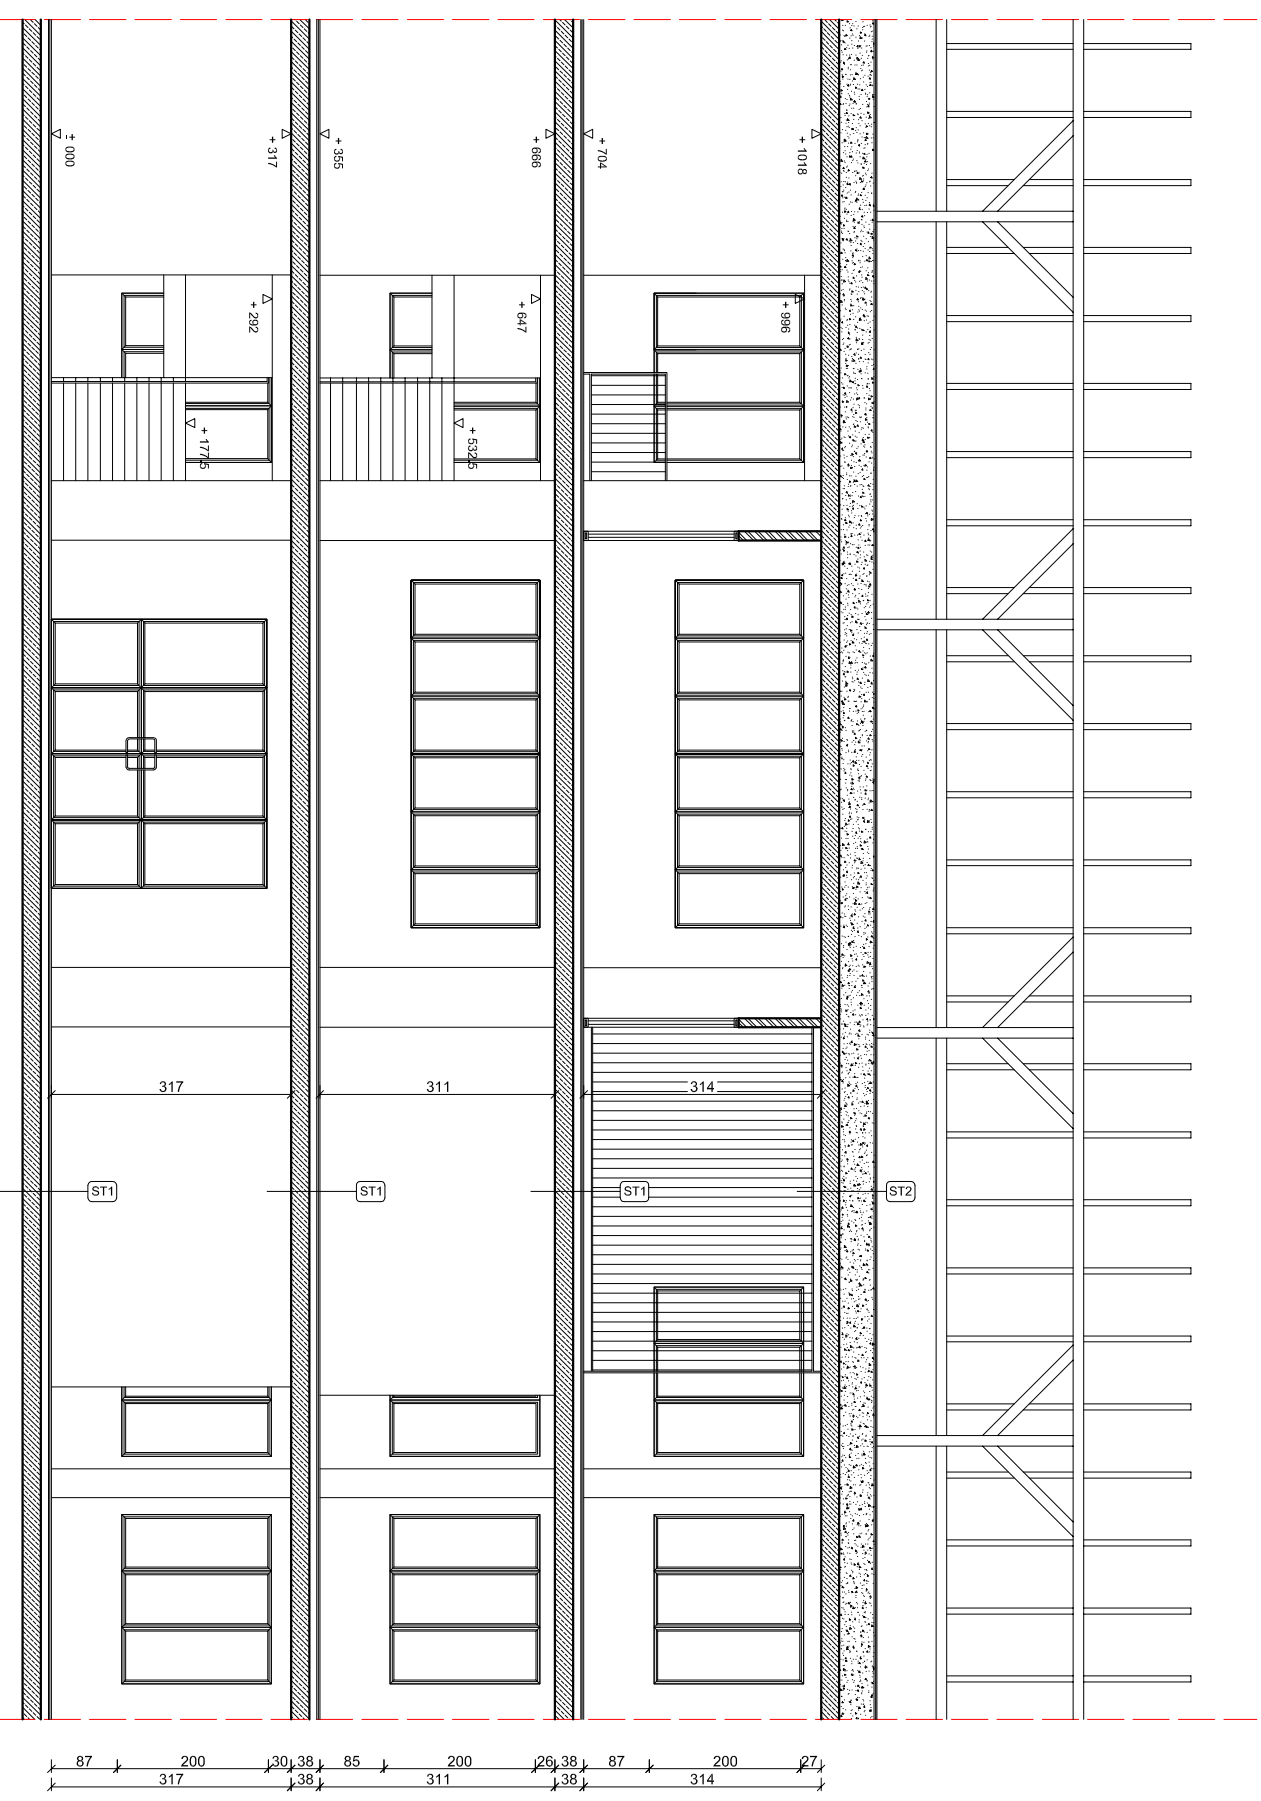 ± 000
+ 317
+ 355
+ 666
+ 704
+ 1018
+ 292
+ 647
+ 996
+ 177,5
+ 532,5
317
311
314
ST1
ST1
ST1
ST2
87 200 30 38 85 200 26 38 87 200 27
317 38 311 38 314